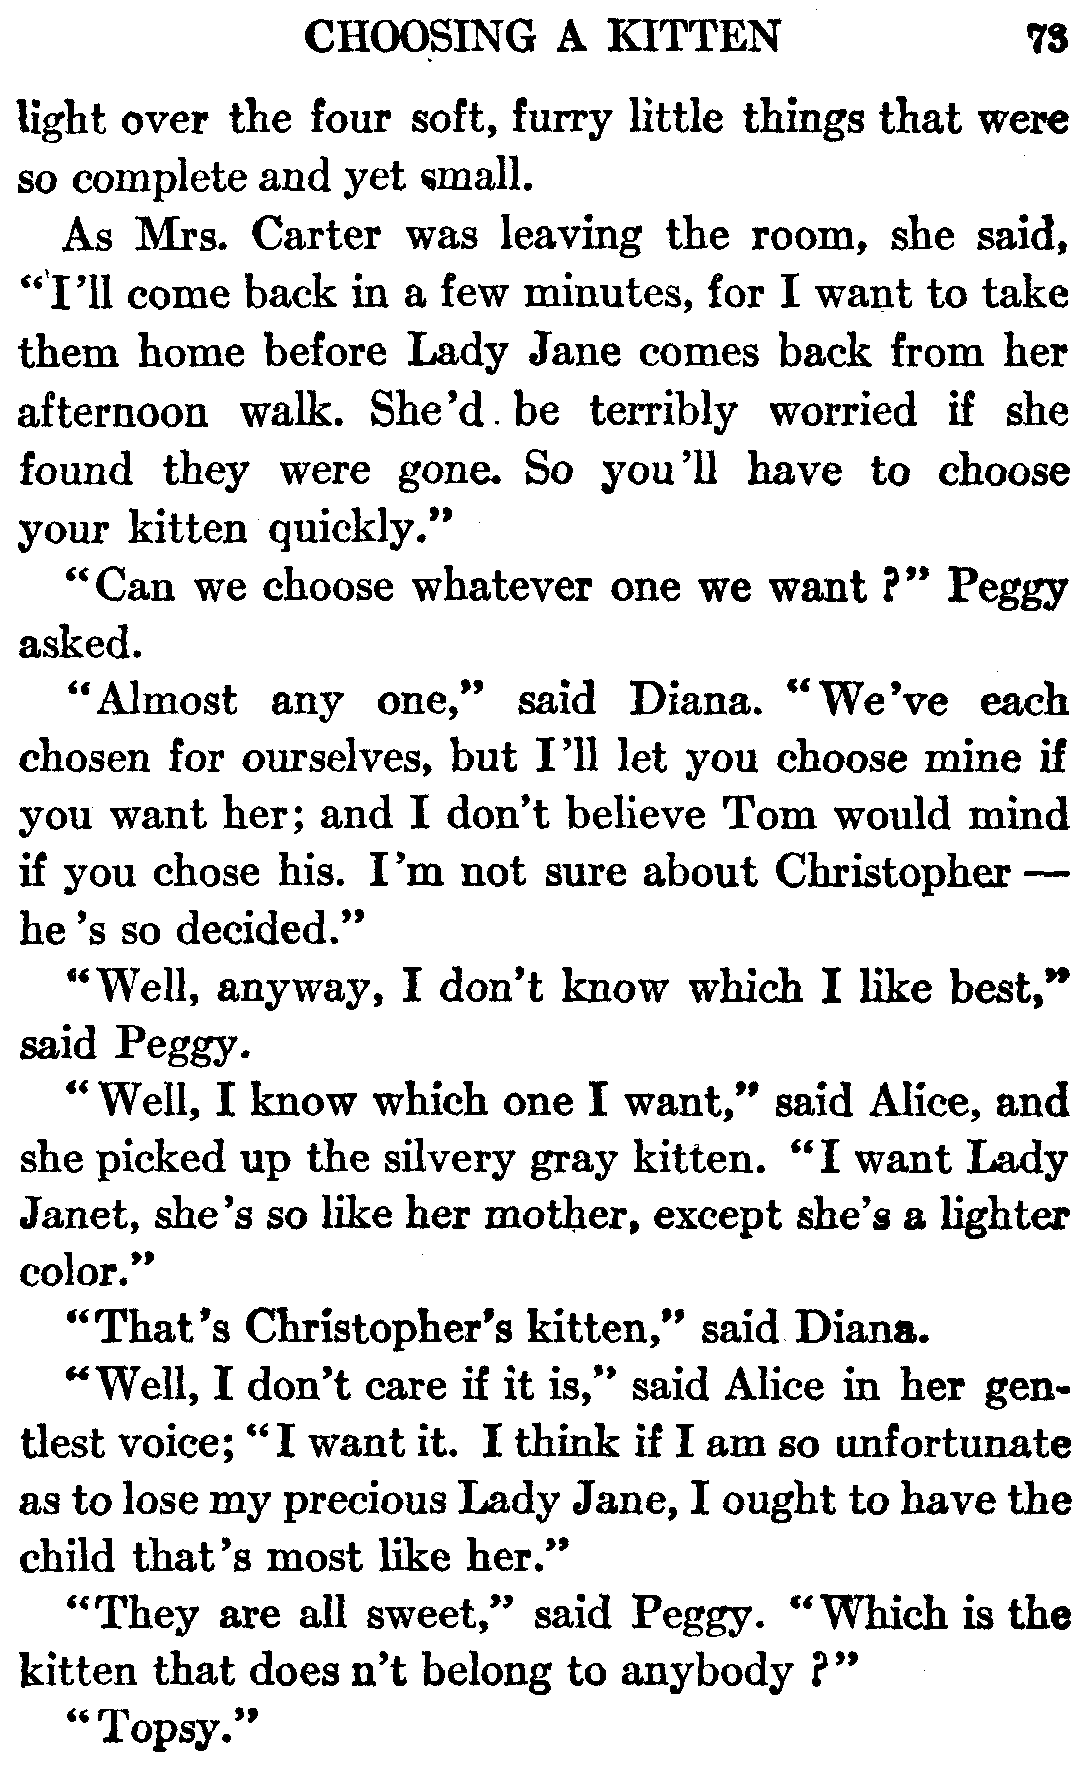 CHOOSING A KITTEN 73
light over the four soft, furry little things that were
so complete and yet small.
As Mrs. Carter was leaving the room, she said,
"I'll come back in a few minutes, for I want to take
them home before Lady Jane comes back from her
afternoon walk. She'd be terribly worried if she
found they were gone. So you'll have to choose
your kitten quickly."
"Can we choose whatever one we want?" Peggy
asked.
"Almost any one," said Diana. "We've each
chosen for ourselves, but I'll let you choose mine if
you want her; and I don't believe Tom would mind
if you chose his. I'm not sure about Christopher —
he's so decided."
"Well, anyway, I don't know which I like best,"
said Peggy.
"Well, I know which one I want," said Alice, and
she picked up the silvery gray kitten. "I want Lady
Janet, she's so like her mother, except she's a lighter
color."
"That's Christopher's kitten," said Diana.
"Well, I don't care if it is," said Alice in her gen-
tlest voice; "I want it. I think if I am so unfortunate
as to lose my precious Lady Jane, I ought to have the
child that's most like her."
"They are all sweet," said Peggy. "Which is the
kitten that does n't belong to anybody?"
"Topsy."